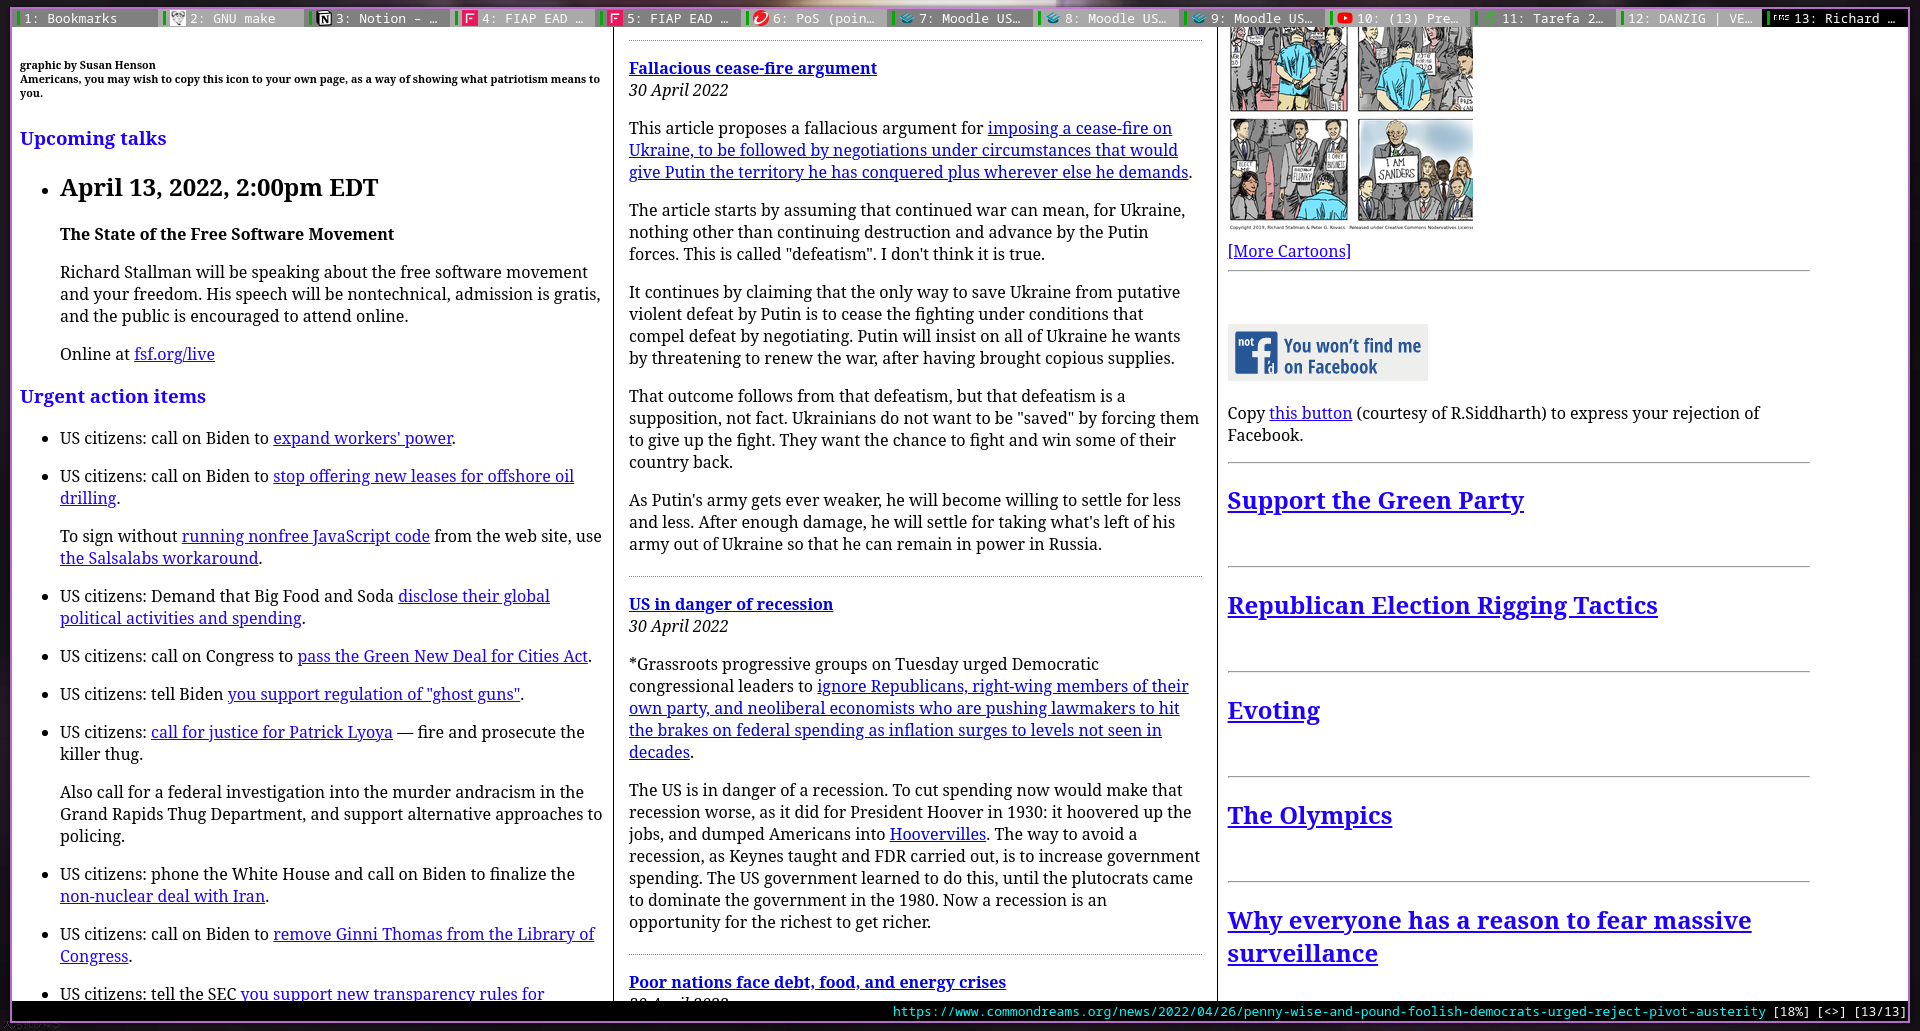 1: Bookmarks
2: GNU make
3: Notion – …
4: FIAP EAD …
5: FIAP EAD …
6: PoS (poin…
7: Moodle US…
8: Moodle US…
9: Moodle US…
10: (13) Pre…
11: Tarefa 2…
12: DANZIG | VE…
13: Richard …
graphic by Susan Henson
Americans, you may wish to copy this icon to your own page, as a way of showing what patriotism means to
you.
Upcoming talks
April 13, 2022, 2:00pm EDT
The State of the Free Software Movement
Richard Stallman will be speaking about the free software movement
and your freedom. His speech will be nontechnical, admission is gratis,
and the public is encouraged to attend online.
Online at fsf.org/live
Urgent action items
US citizens: call on Biden to expand workers' power.
US citizens: call on Biden to stop offering new leases for offshore oil
drilling.
To sign without running nonfree JavaScript code from the web site, use
the Salsalabs workaround.
US citizens: Demand that Big Food and Soda disclose their global
political activities and spending.
US citizens: call on Congress to pass the Green New Deal for Cities Act.
US citizens: tell Biden you support regulation of "ghost guns".
US citizens: call for justice for Patrick Lyoya — fire and prosecute the
killer thug.
Also call for a federal investigation into the murder andracism in the
Grand Rapids Thug Department, and support alternative approaches to
policing.
US citizens: phone the White House and call on Biden to finalize the
non-nuclear deal with Iran.
US citizens: call on Biden to remove Ginni Thomas from the Library of
Congress.
US citizens: tell the SEC you support new transparency rules for
Fallacious cease-fire argument
30 April 2022
This article proposes a fallacious argument for imposing a cease-fire on
Ukraine, to be followed by negotiations under circumstances that would
give Putin the territory he has conquered plus wherever else he demands.
The article starts by assuming that continued war can mean, for Ukraine,
nothing other than continuing destruction and advance by the Putin
forces. This is called "defeatism". I don't think it is true.
It continues by claiming that the only way to save Ukraine from putative
violent defeat by Putin is to cease the fighting under conditions that
compel defeat by negotiating. Putin will insist on all of Ukraine he wants
by threatening to renew the war, after having brought copious supplies.
That outcome follows from that defeatism, but that defeatism is a
supposition, not fact. Ukrainians do not want to be "saved" by forcing them
to give up the fight. They want the chance to fight and win some of their
country back.
As Putin's army gets ever weaker, he will become willing to settle for less
and less. After enough damage, he will settle for taking what's left of his
army out of Ukraine so that he can remain in power in Russia.
US in danger of recession
30 April 2022
*Grassroots progressive groups on Tuesday urged Democratic
congressional leaders to ignore Republicans, right-wing members of their
own party, and neoliberal economists who are pushing lawmakers to hit
the brakes on federal spending as inflation surges to levels not seen in
decades.
The US is in danger of a recession. To cut spending now would make that
recession worse, as it did for President Hoover in 1930: it hoovered up the
jobs, and dumped Americans into Hoovervilles. The way to avoid a
recession, as Keynes taught and FDR carried out, is to increase government
spending. The US government learned to do this, until the plutocrats came
to dominate the government in the 1980. Now a recession is an
opportunity for the richest to get richer.
Poor nations face debt, food, and energy crises
30 April 2022
I AM
SANDERS
Copyright 2019, Richard Stallman & Peter G. Kovacs Released under Creative Commons Noderivatives License
[More Cartoons]
not
You won't find me
on Facebook
Copy this button (courtesy of R.Siddharth) to express your rejection of
Facebook.
Support the Green Party
Republican Election Rigging Tactics
Evoting
The Olympics
Why everyone has a reason to fear massive
surveillance
https://www.commondreams.org/news/2022/04/26/penny-wise-and-pound-foolish-democrats-urged-reject-pivot-austerity [18%] [<>] [13/13]